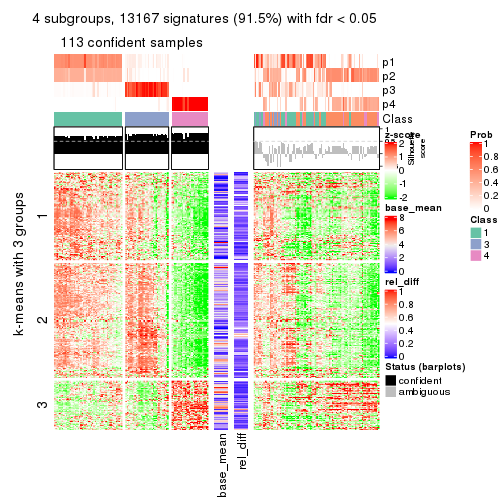 4 subgroups, 13167 signatures (91.5%) with fdr < 0.05
113 confident samples
p1
p2
p3
p4
Class
1
Silhouette
score
k-means with 3 groups
1
2
3
base_mean
rel_diff
z-score
2
1
0
-1
-2
base_mean
8
6
4
2
0
rel_diff
1
0.8
0.6
0.4
0.2
0
Status (barplots)
confident
ambiguous
Prob
1
0.8
0.6
0.4
0.2
0
Class
1
3
4